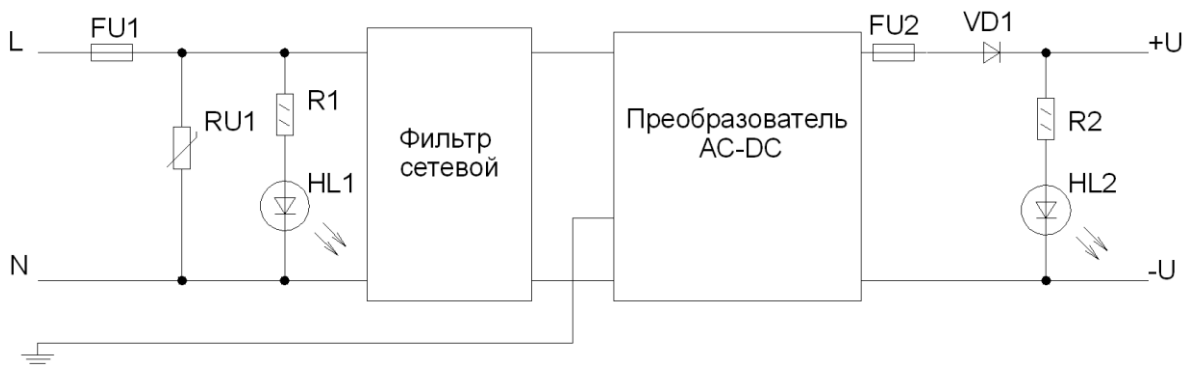 FU1
FU2
VD1
L
+U
R1
RU1
Фильтр
сетевой
Преобразователь
AC-DC
R2
HL1
HL2
N
-U